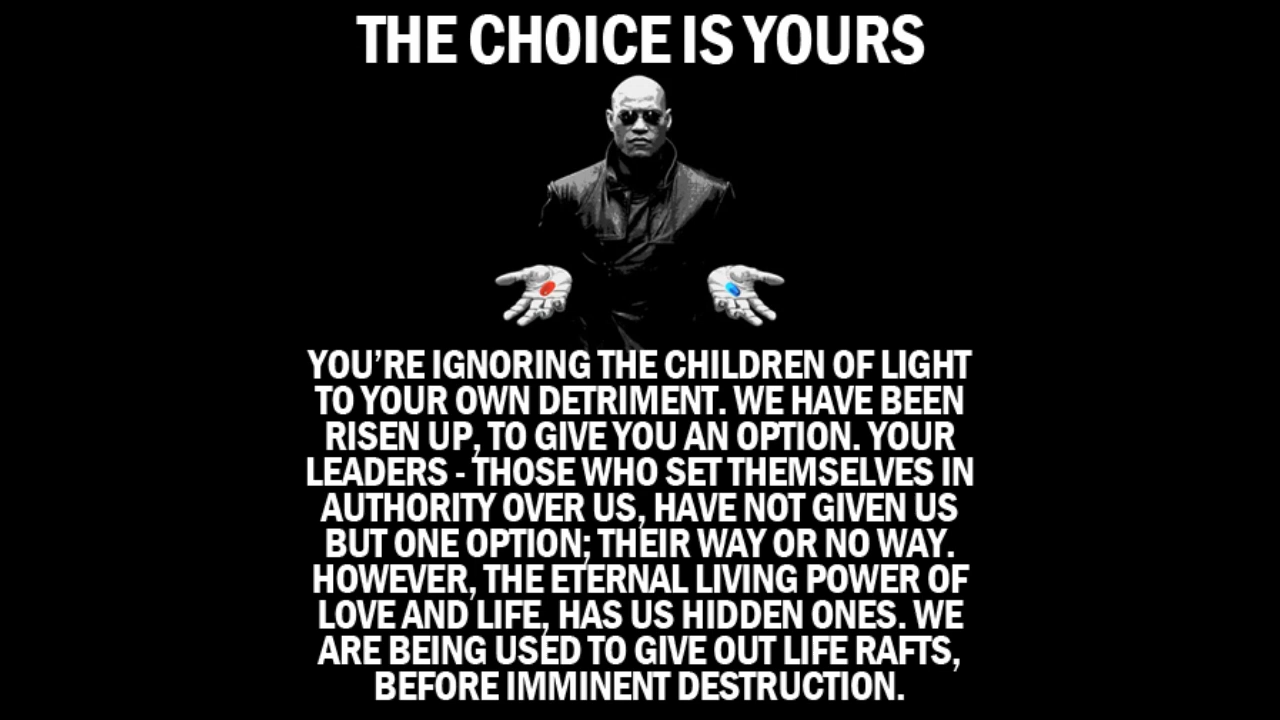 THE CHOICE IS YOURS
YOU'RE IGNORING THE CHILDREN OF LIGHT
TO YOUR OWN DETRIMENT. WE HAVE BEEN
RISEN UP, TO GIVE YOU AN OPTION. YOUR
LEADERS - THOSE WHO SET THEMSELVES IN
AUTHORITY OVER US, HAVE NOT GIVEN US
BUT ONE OPTION; THEIR WAY OR NO WAY.
HOWEVER, THE ETERNAL LIVING POWER OF
LOVE AND LIFE, HAS US HIDDEN ONES. WE
ARE BEING USED TO GIVE OUT LIFE RAFTS,
BEFORE IMMINENT DESTRUCTION.